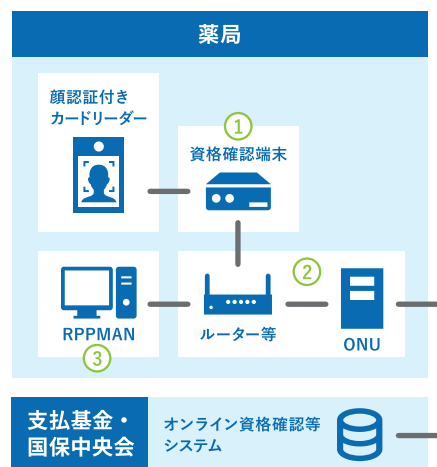 薬局
顔認証付き
カードリーダー
①
資格確認端末
②
RPPMAN
③
ルーター等
ONU
支払基金・
国保中央会
オンライン資格確認等
システム